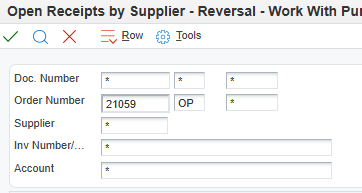 Open Receipts by Supplier - Reversal - Work With Pur
Row Tools
Doc. Number * * *
Order Number 21059 OP *
Supplier *
Inv Number/... *
Account *